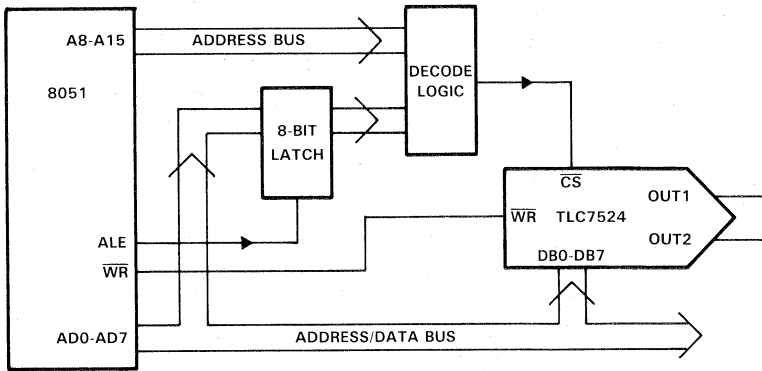 A8-A15
ADDRESS BUS
DECODE
LOGIC
8051
8-BIT
LATCH
CS
OUT1
WR
TLC7524
OUT2
ALE
WR
DB0-DB7
AD0-AD7
ADDRESS/DATA BUS